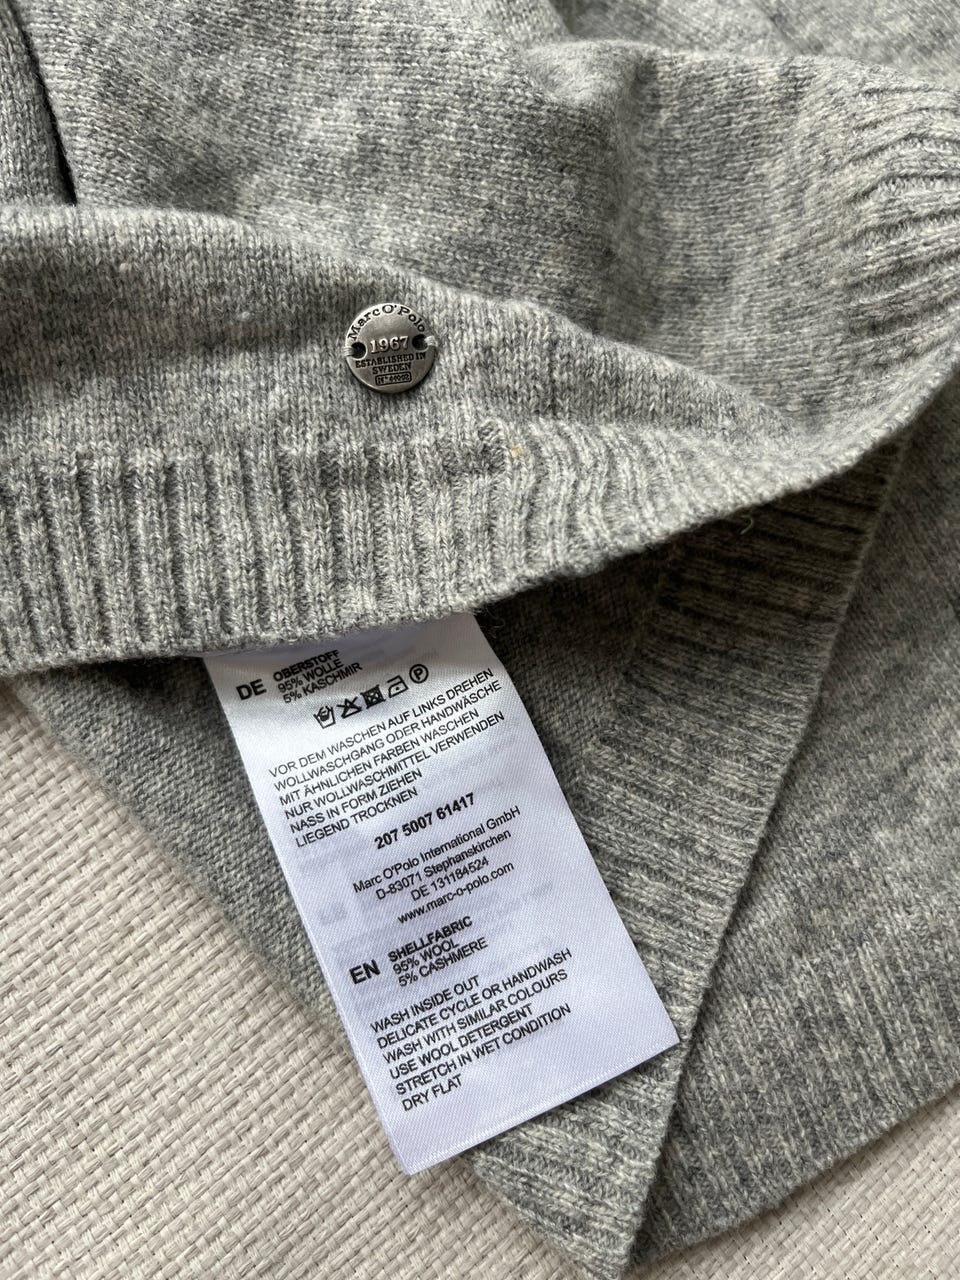 Marc O'Polo
1967
ESTABLISHED IN
SWEDEN
DE
OBERSTOFF
95% WOLLE
5% KASCHMIR
P
VOR DEM WASCHEN AUF LINKS DREHEN
WOLLWASCHGANG ODER HANDWÄSCHE
MIT ÄHNLICHEN FARBEN WASCHEN
NUR WOLLWASCHMITTEL VERWENDEN
NASS IN FORM ZIEHEN
LIEGEND TROCKNEN
207 5007 61417
Marc O'Polo International GmbH
D-83071 Stephanskirchen
DE 131164524
www.marc-o-polo.com
EN
SHELLFABRIC
95% WOOL
5% CASHMERE
WASH INSIDE OUT
DELICATE CYCLE OR HANDWASH
WASH WITH SIMILAR COLOURS
USE WOOL DETERGENT
STRETCH IN WET CONDITION
DRY FLAT